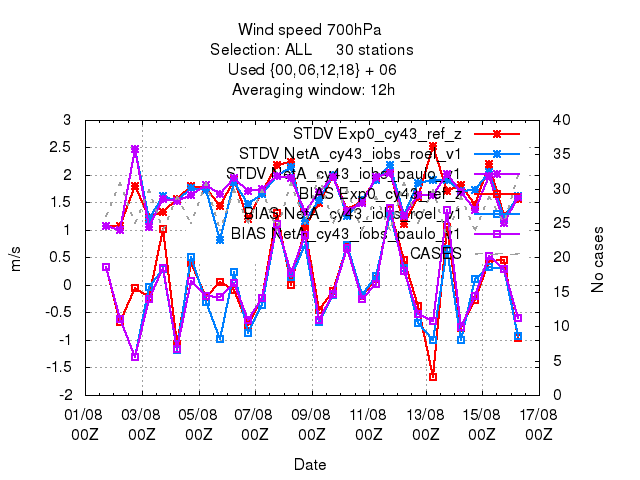 Wind speed 700hPa
Selection: ALL 30 stations
Used {00,06,12,18} + 06
Averaging window: 12h
3
2.5
2
1.5
1
0.5
0
-0.5
-1
-1.5
-2
m/s
40
35
30
25
20
15
10
5
0
No cases
STDV Exp0_cy43_ref_z
STDV NetA_cy43_iobs_roel_v1
STDV NetA_cy43_iobs_paulo_v1
BIAS Exp0_cy43_ref_z
BIAS NetA_cy43_iobs_roel_v1
BIAS NetA_cy43_iobs_paulo_v1
CASES
01/08 03/08 05/08 07/08 09/08 11/08 13/08 15/08 17/08
00Z 00Z 00Z 00Z 00Z 00Z 00Z 00Z 00Z
Date